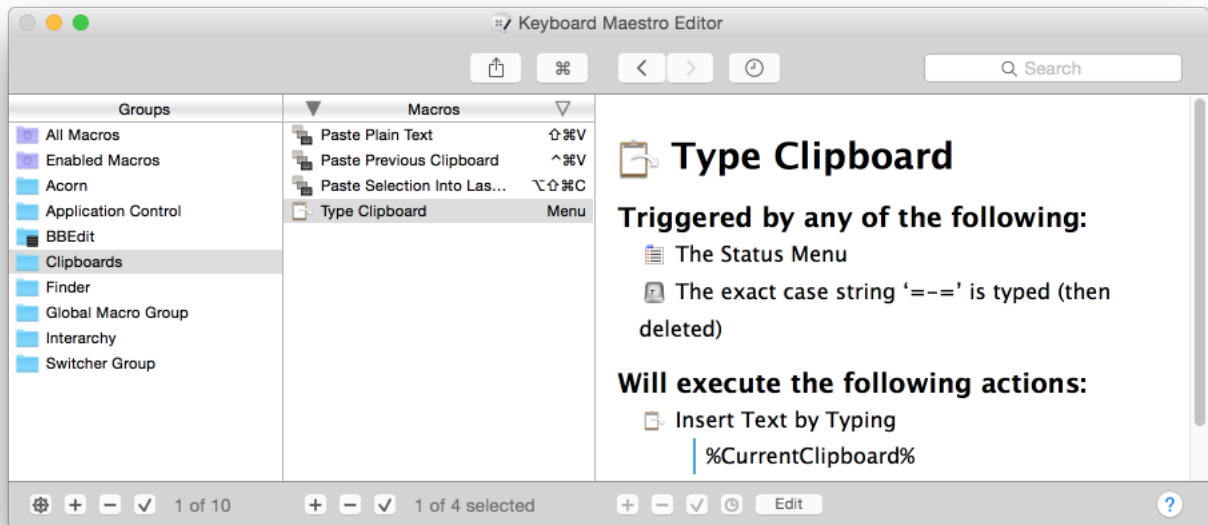 Keyboard Maestro Editor
⌘
Search
Groups
All Macros
Enabled Macros
Acorn
Application Control
BBEdit
Clipboards
Finder
Global Macro Group
Interarchy
Switcher Group
Macros
Paste Plain Text ⇧⌘V
Paste Previous Clipboard ^⌘V
Paste Selection Into Las... ⌥⇧⌘C
Type Clipboard Menu
Type Clipboard
Triggered by any of the following:
The Status Menu
The exact case string ‘=-=’ is typed (then
deleted)
Will execute the following actions:
Insert Text by Typing
%CurrentClipboard%
1 of 10
1 of 4 selected
Edit
?